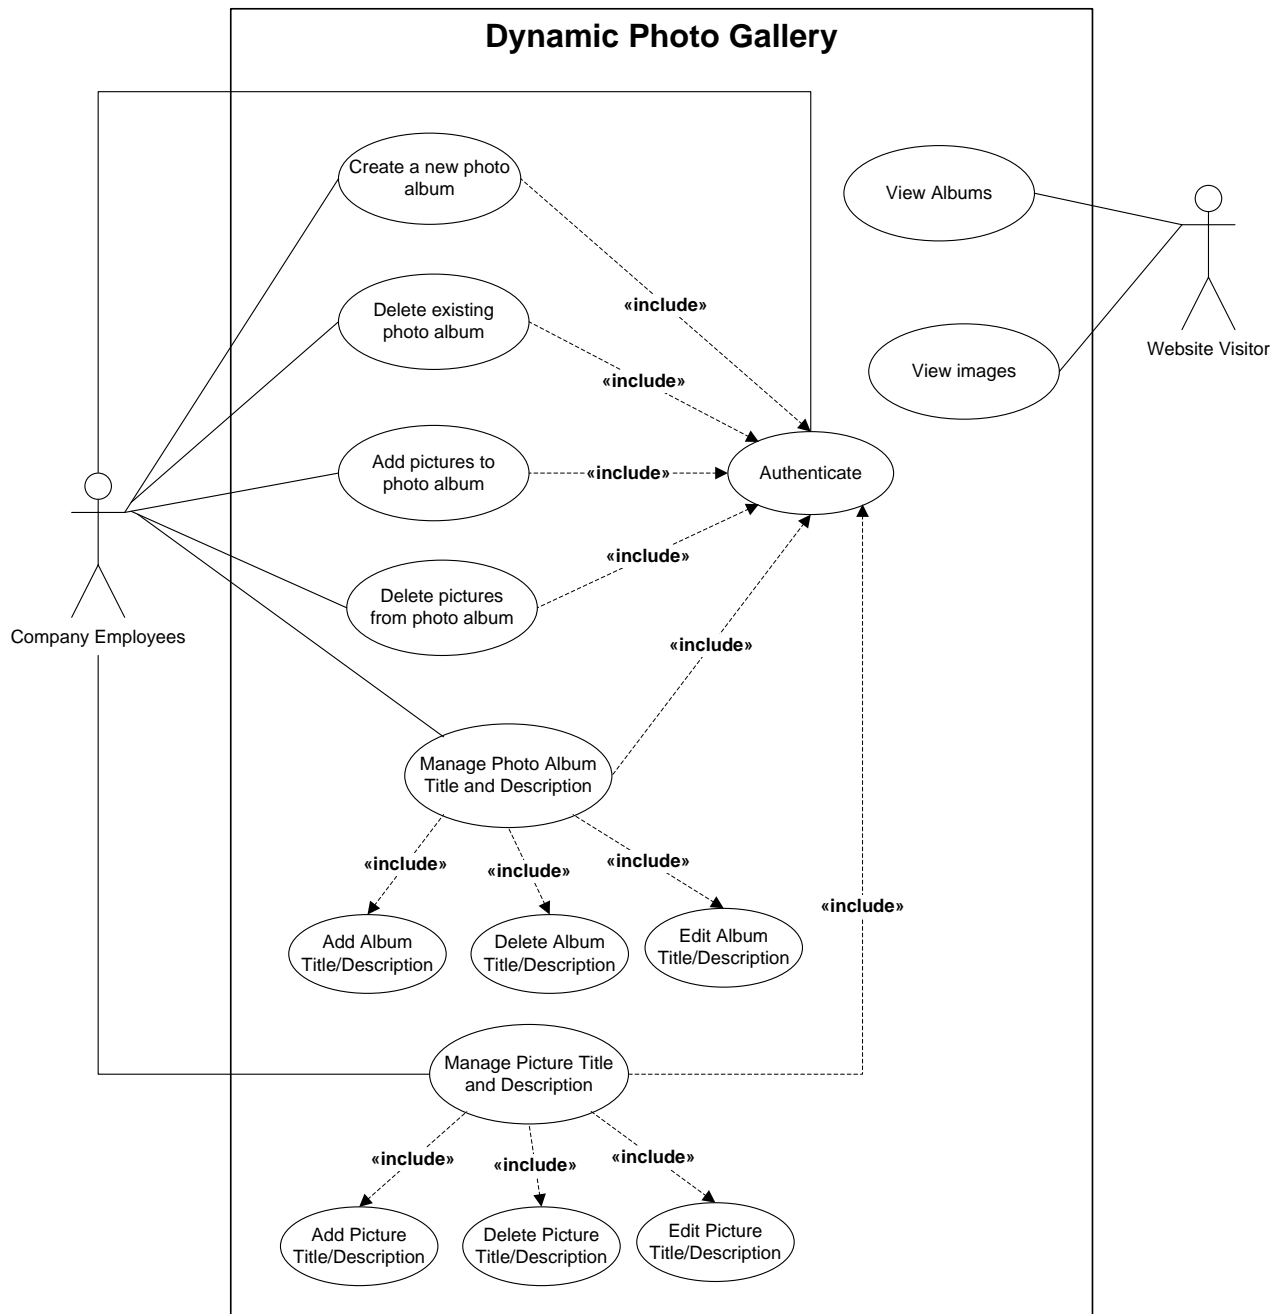 Dynamic Photo Gallery
Create a new photo
album
View Albums
«include»
Delete existing
photo album
Website Visitor
View images
«include»
Add pictures to
photo album
«include»
Authenticate
«include»
Delete pictures
from photo album
Company Employees
«include»
Manage Photo Album
Title and Description
«include»
«include»
«include»
«include»
Add Album
Title/Description
Delete Album
Title/Description
Edit Album
Title/Description
Manage Picture Title
and Description
«include»
«include»
«include»
Add Picture
Title/Description
Delete Picture
Title/Description
Edit Picture
Title/Description